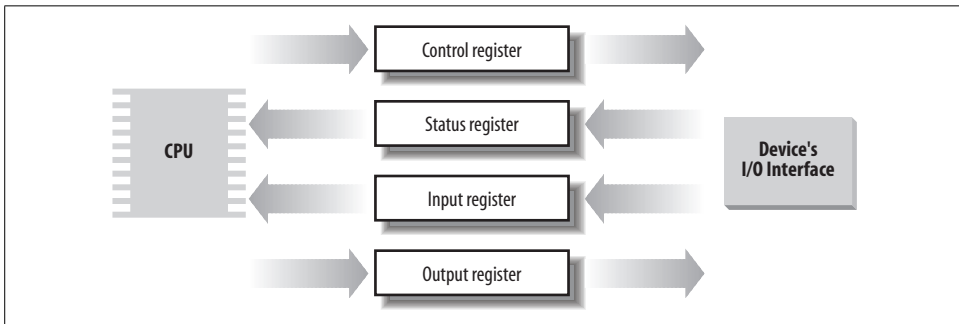 Control register
Status register
CPU
Device's
I/O Interface
Input register
Output register